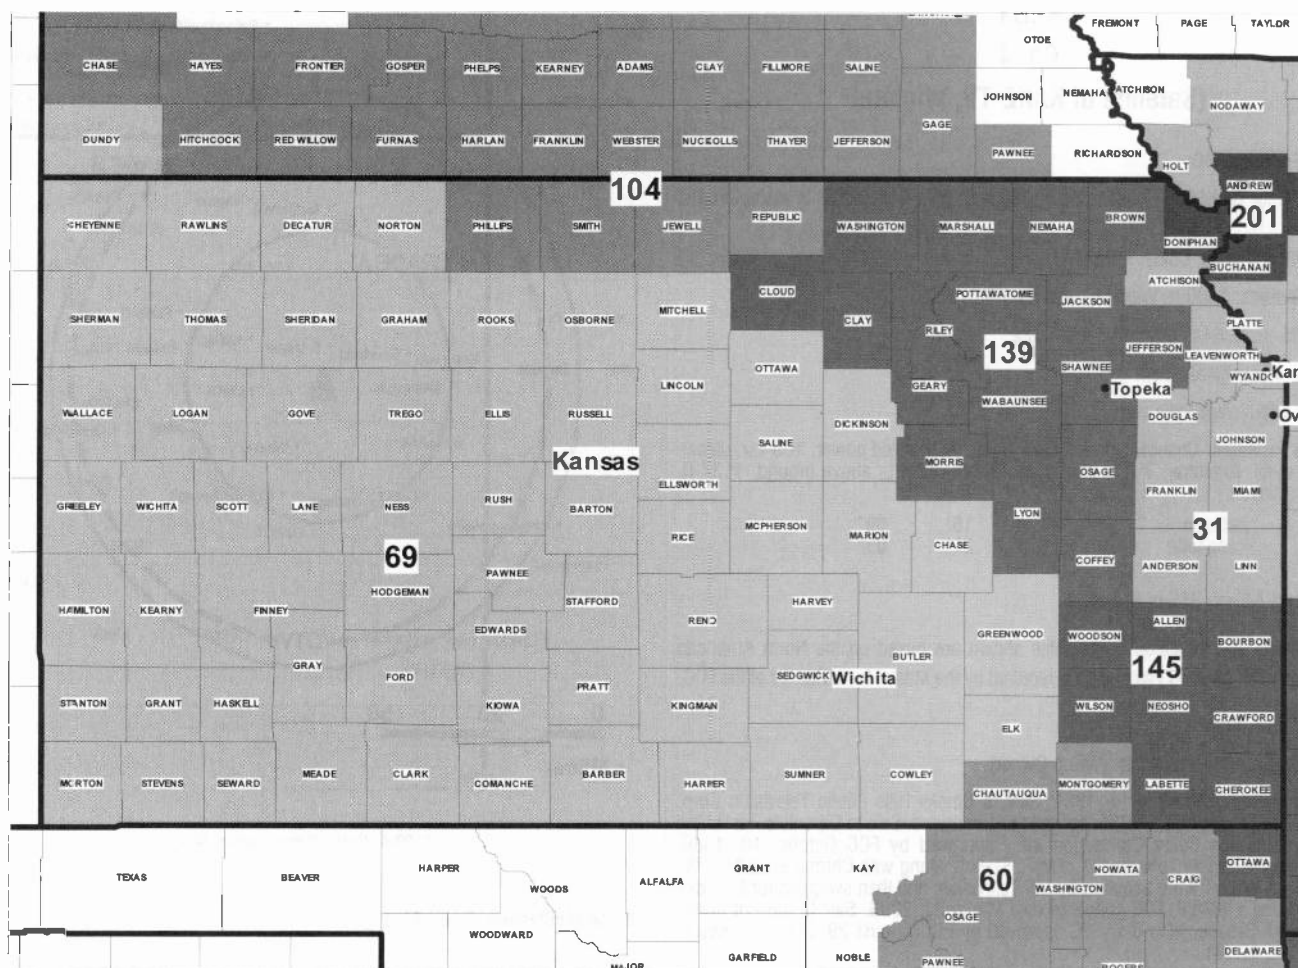 FREMONT PAGE TAYLOR
OTOE
CHASE HAYES FRONTIER GOSPER PHELPS KEARNEY ADAMS CLAY FILLMORE SALINE
JOHNSON NEMAHA ATCHISON
NODAWAY
GAGE
DUNDY HITCHCOCK RED WILLOW FURNAS HARLAN FRANKLIN WEBSTER NUCKOLLS THAYER JEFFERSON
PAWNEE RICHARDSON
HOLT
104
ANDREW
201
CHEYENNE RAWLINS DECATUR NORTON PHILLIPS SMITH JEWELL REPUBLIC WASHINGTON MARSHALL NEMAHA BROWN
DONIPHAN
BUCHANAN
ATCHISON
CLOUD POTTAWATOMIE JACKSON
SHERMAN THOMAS SHERIDAN GRAHAM ROOKS OSBORNE MITCHELL CLAY RILEY
PLATTE
139
JEFFERSON LEAVENWORTH
OTTAWA SHAWNEE
WYANDO Kan
LINCOLN GEARY Topeka
WABAUNSEE
WALLACE LOGAN GOVE TREGO ELLIS RUSSELL DICKINSON DOUGLAS Ov
JOHNSON
SALINE
Kansas
MORRIS OSAGE
ELLSWORTH FRANKLIN MIAMI
GREELEY WICHITA SCOTT LANE NESS RUSH BARTON
LYON
MCPHERSON
RICE MARION CHASE 31
69
COFFEY ANDERSON LINN
PAWNEE
HODGEMAN
STAFFORD HARVEY
HAMILTON KEARNY FINNEY
RENO ALLEN
EDWARDS GREENWOOD WOODSON BOURBON
BUTLER
GRAY 145
FORD SEDGWICK Wichita
PRATT
STANTON GRANT HASKELL KIOWA KINGMAN WILSON NEOSHO
CRAWFORD
ELK
MORTON STEVENS SEWARD MEADE CLARK COMANCHE BARBER HARPER SUMNER COWLEY
CHAUTAUQUA MONTGOMERY LABETTE CHEROKEE
HARPER GRANT KAY
TEXAS BEAVER WOODS ALFALFA 60 NOWATA CRAIG OTTAWA
WASHINGTON
OSAGE
WOODWARD
MAJOR GARFIELD NOBLE PAWNEE ROGERS DELAWARE